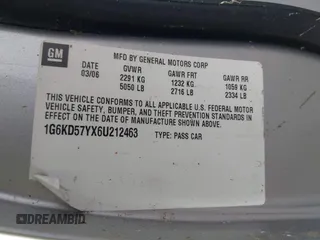 GM
MFD BY GENERAL MOTORS CORP
DATE GVWR GAWR FRT GAWR RR
03/06 2291 KG 1232 KG 1059 KG
5050 LB 2716 LB 2334 LB
THIS VEHICLE CONFORMS TO ALL APPLICABLE U.S. FEDERAL MOTOR
VEHICLE SAFETY, BUMPER, AND THEFT PREVENTION STANDARDS
IN EFFECT ON THE DATE OF MANUFACTURE SHOWN ABOVE.
1G6KD57YX6U212463 TYPE: PASS CAR
DREAMBID